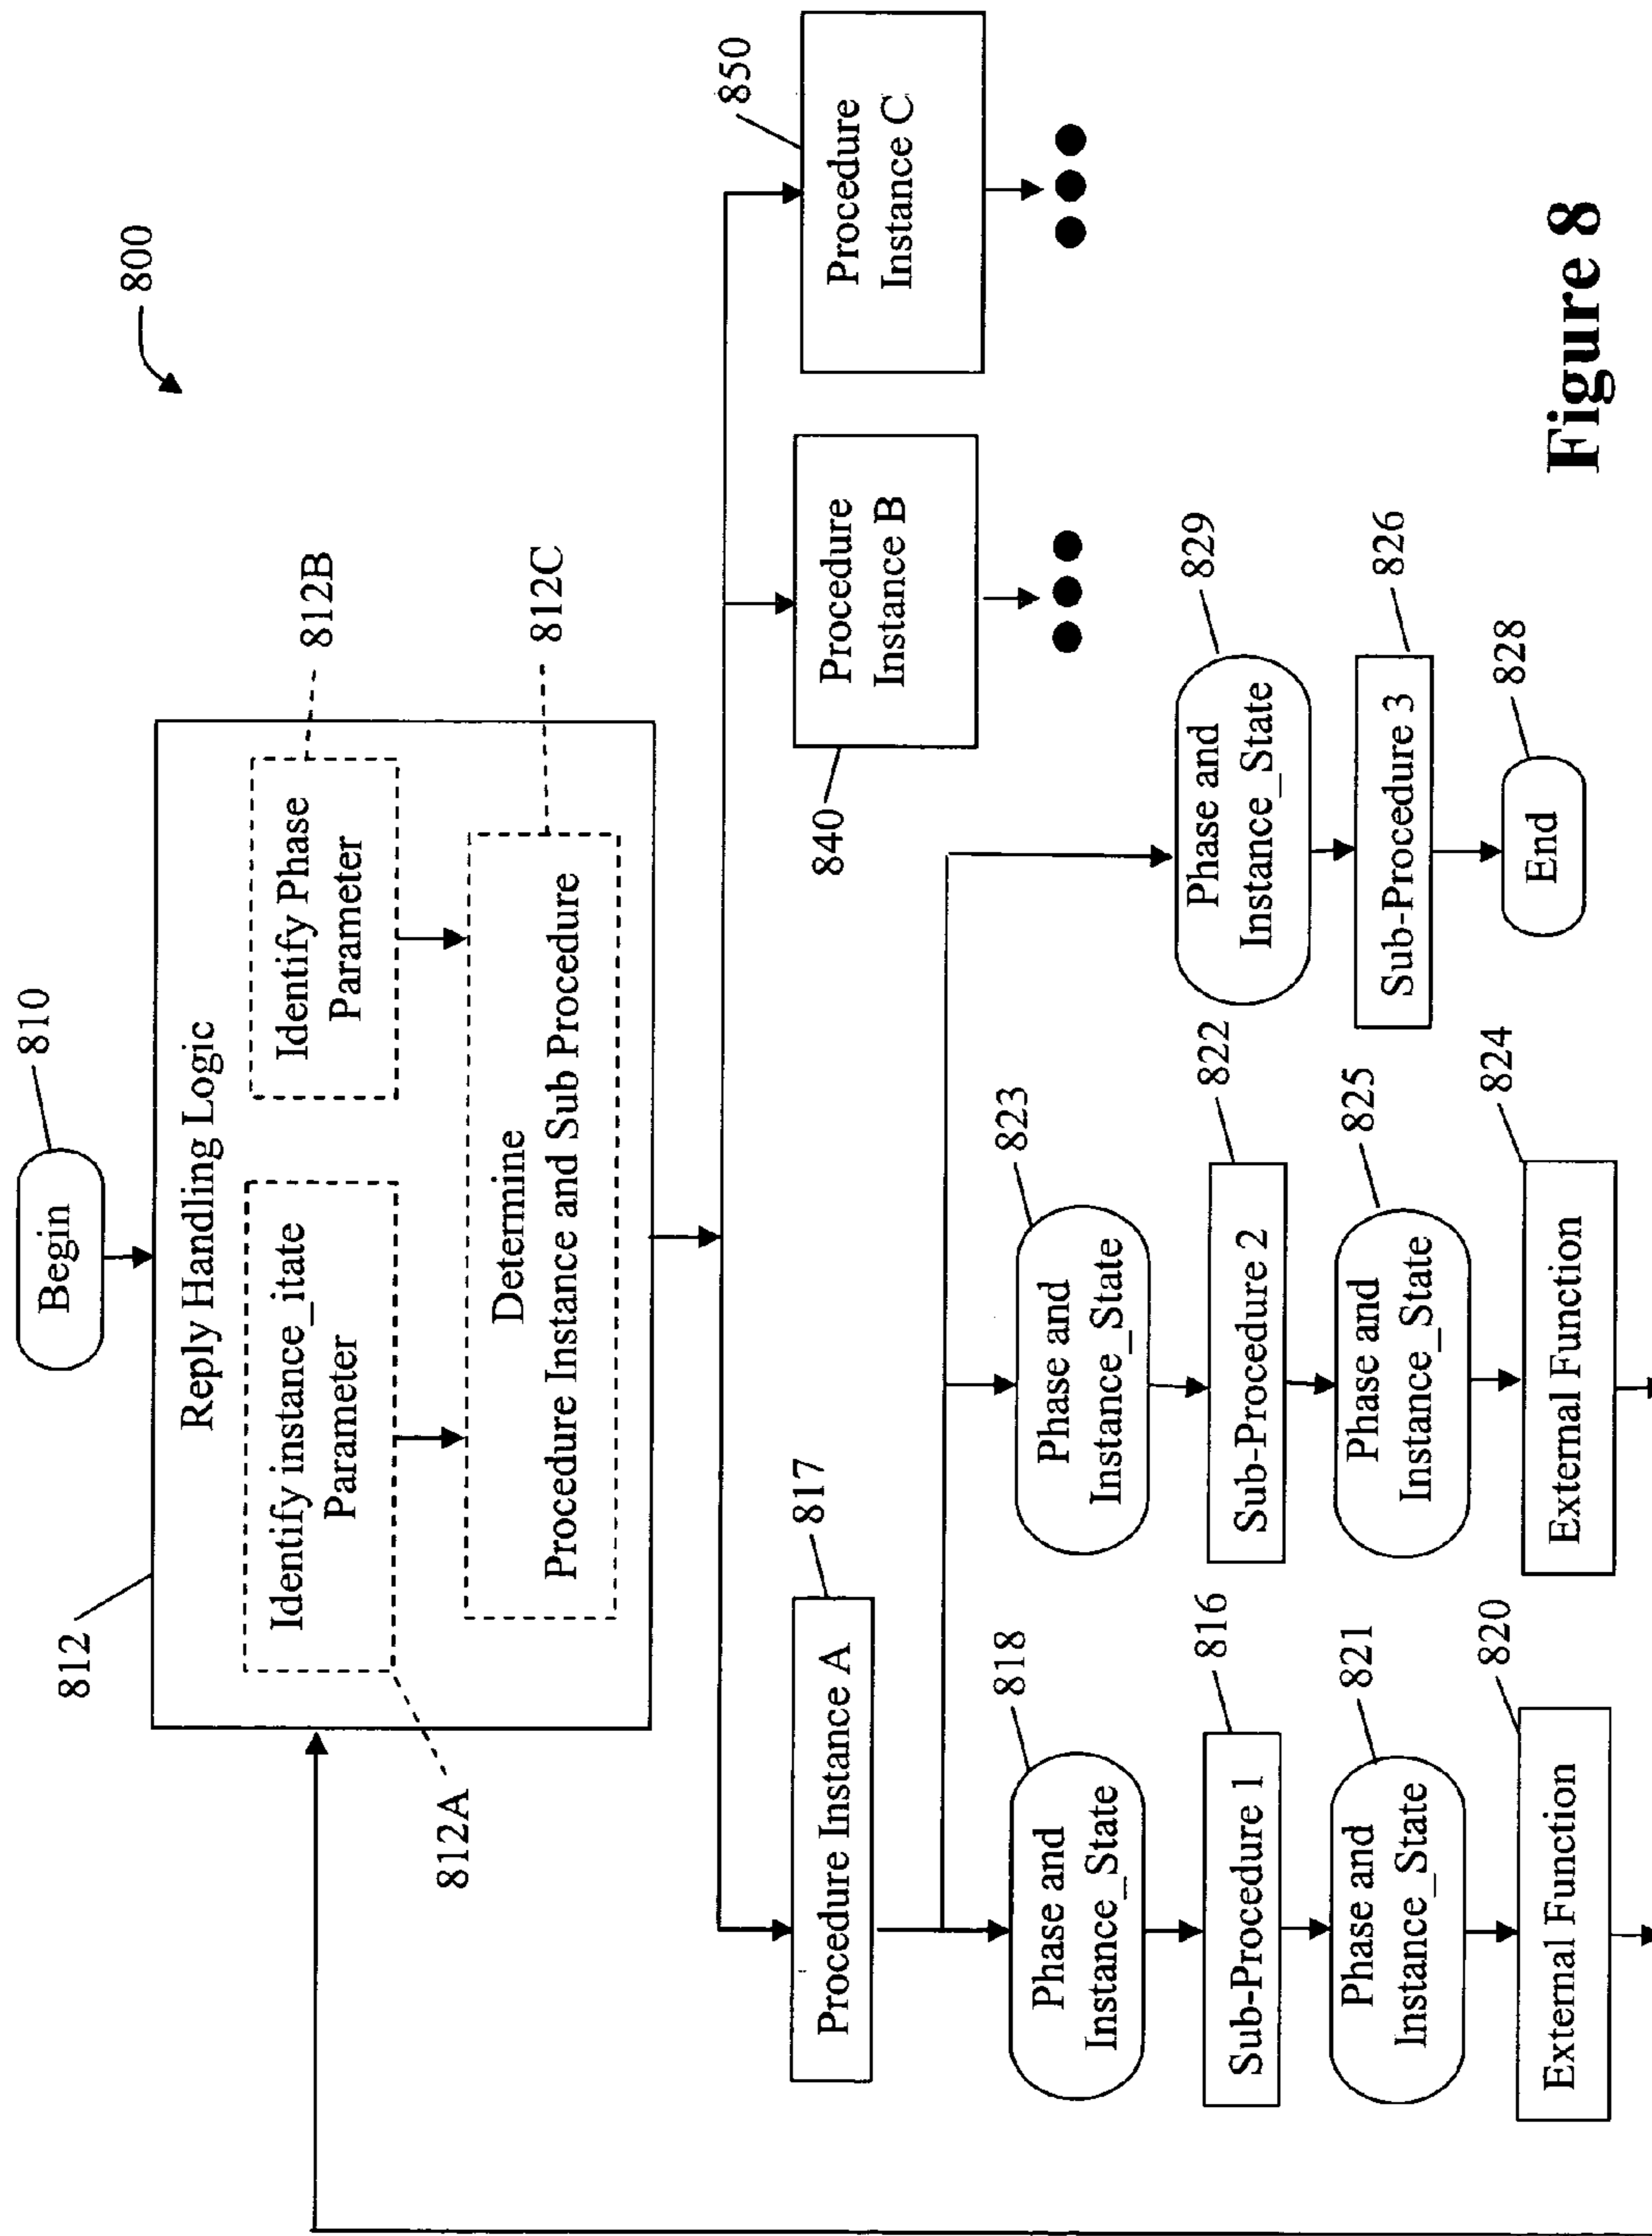 800
Begin
810
812
Reply Handling Logic
Identify instance_itate
Parameter
812A
Identify Phase
Parameter
812B
Determine
Procedure Instance and Sub Procedure
812C
Procedure Instance A
817
Procedure
Instance B
840
Procedure
Instance C
850
Phase and
Instance_State
818
Sub-Procedure 1
816
Phase and
Instance_State
821
External Function
820
Phase and
Instance_State
823
Sub-Procedure 2
822
Phase and
Instance_State
825
External Function
824
Phase and
Instance_State
829
Sub-Procedure 3
826
End
828
Figure 8